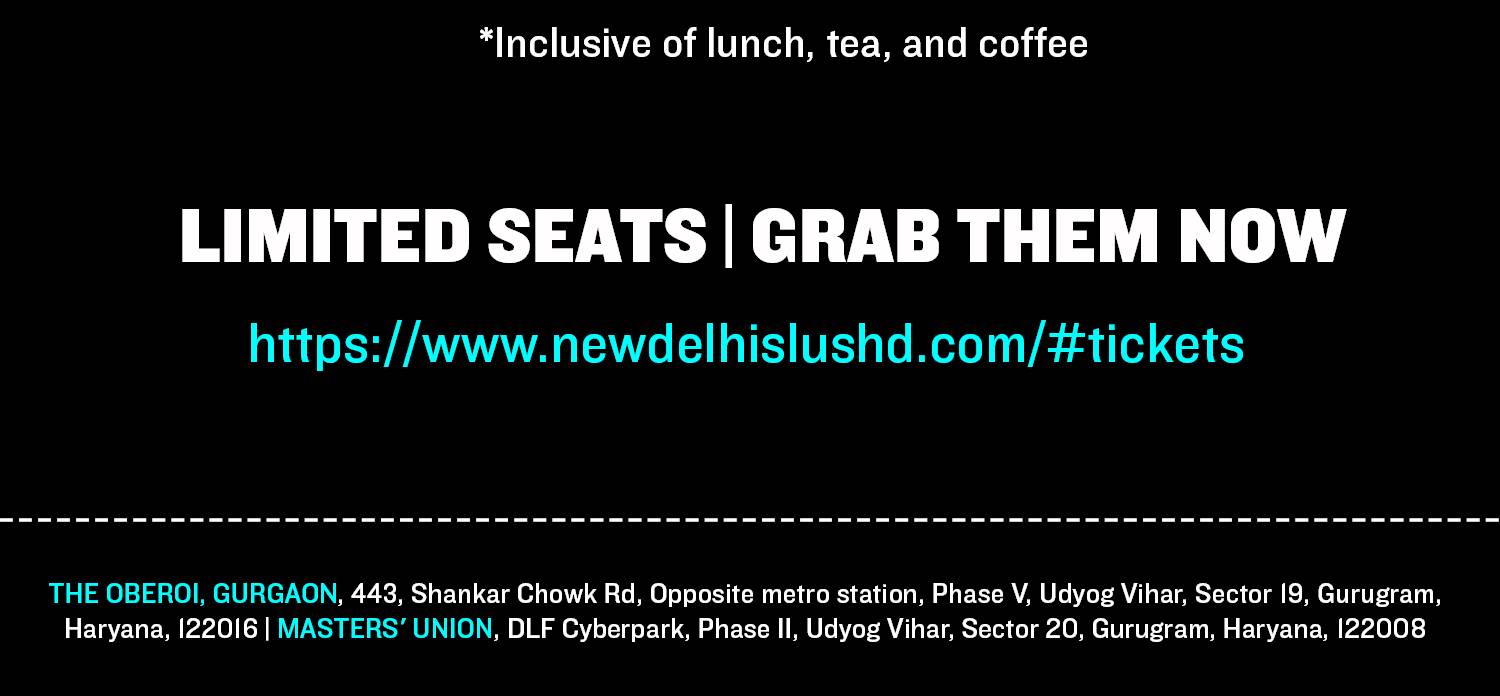 *Inclusive of lunch, tea, and coffee
LIMITED SEATS | GRAB THEM NOW
https://www.newdelhislushd.com/#tickets
THE OBEROI, GURGAON, 443, Shankar Chowk Rd, Opposite metro station, Phase V, Udyog Vihar, Sector 19, Gurugram,
Haryana, 122016 | MASTERS' UNION, DLF Cyberpark, Phase II, Udyog Vihar, Sector 20, Gurugram, Haryana, 122008